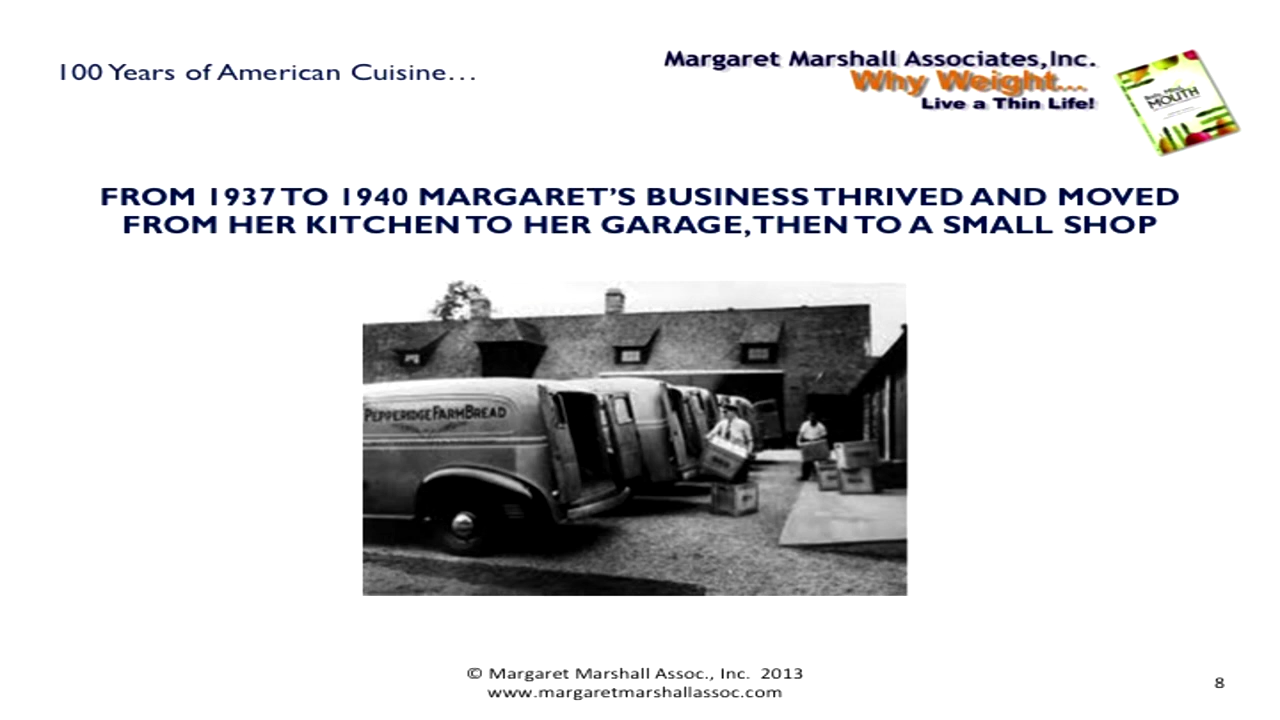 100 Years of American Cuisine…
Margaret Marshall Associates,Inc.
Why Weight....
Live a Thin Life!
Body, Mind,
MOUTH
FROM 1937 TO 1940 MARGARET’S BUSINESS THRIVED AND MOVED
FROM HER KITCHEN TO HER GARAGE, THEN TO A SMALL SHOP
PEPPERIDGE FARM BREAD
© Margaret Marshall Assoc., Inc. 2013
www.margaretmarshallassoc.com
8